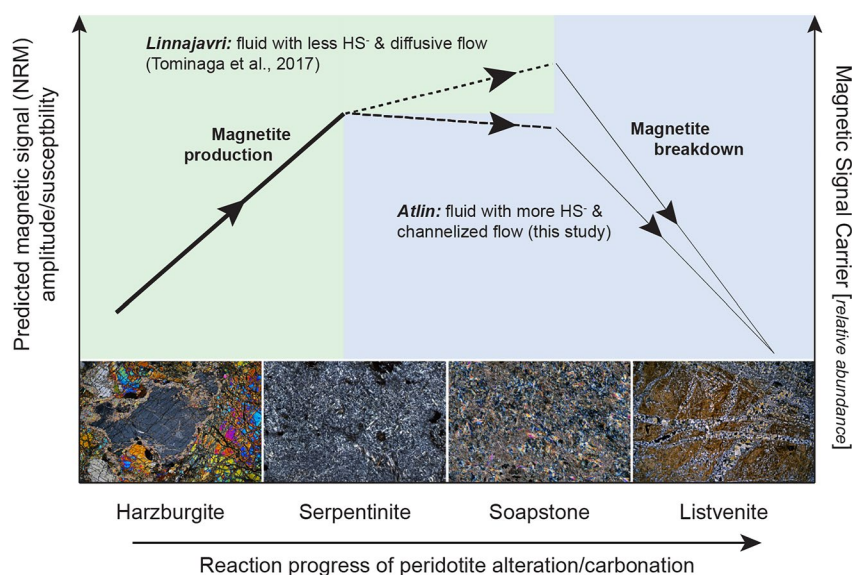 Predicted magnetic signal (NRM)
amplitude/susceptbility
Linnajavri: fluid with less HS- & diffusive flow
(Tominaga et al., 2017)
Magnetite
production
Magnetite
breakdown
Atlin: fluid with more HS- &
channelized flow (this study)
Magnetic Signal Carrier [relative abundance]
Harzburgite
Serpentinite
Soapstone
Listvenite
Reaction progress of peridotite alteration/carbonation